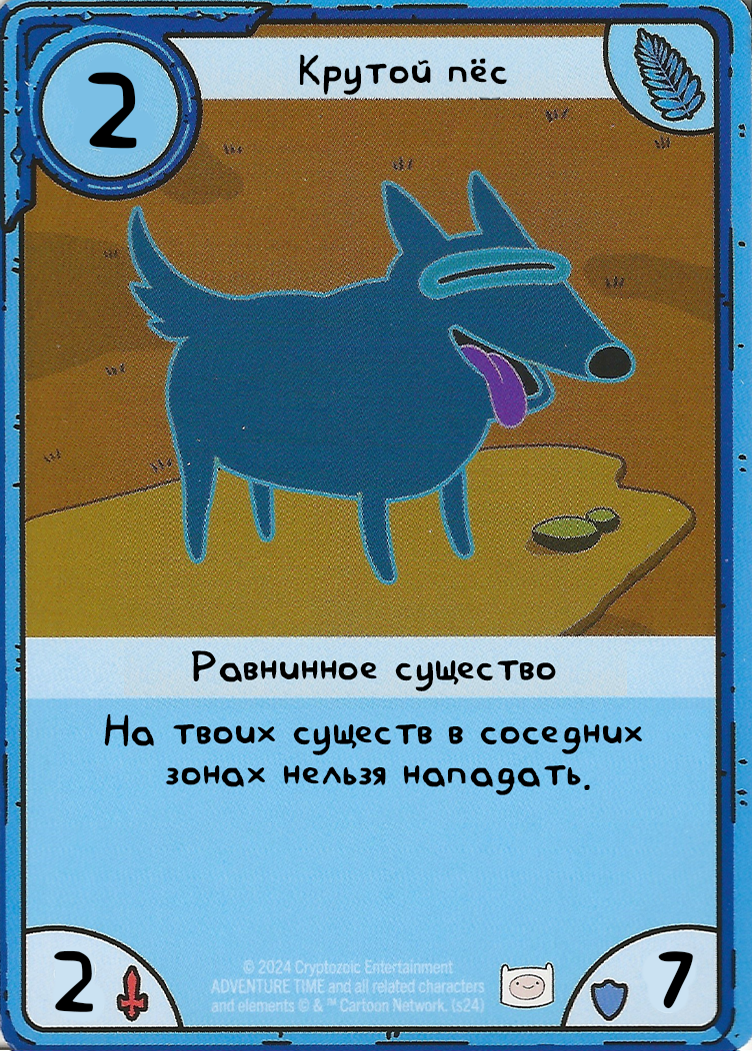 2
Крутой пёс
Равнинное существо
На твоих существ в соседних
зонах нельзя нападать.
2
© 2024 Cryptozoic Entertainment
ADVENTURE TIME and all related characters
and elements © & ™ Cartoon Network. (s24)
7